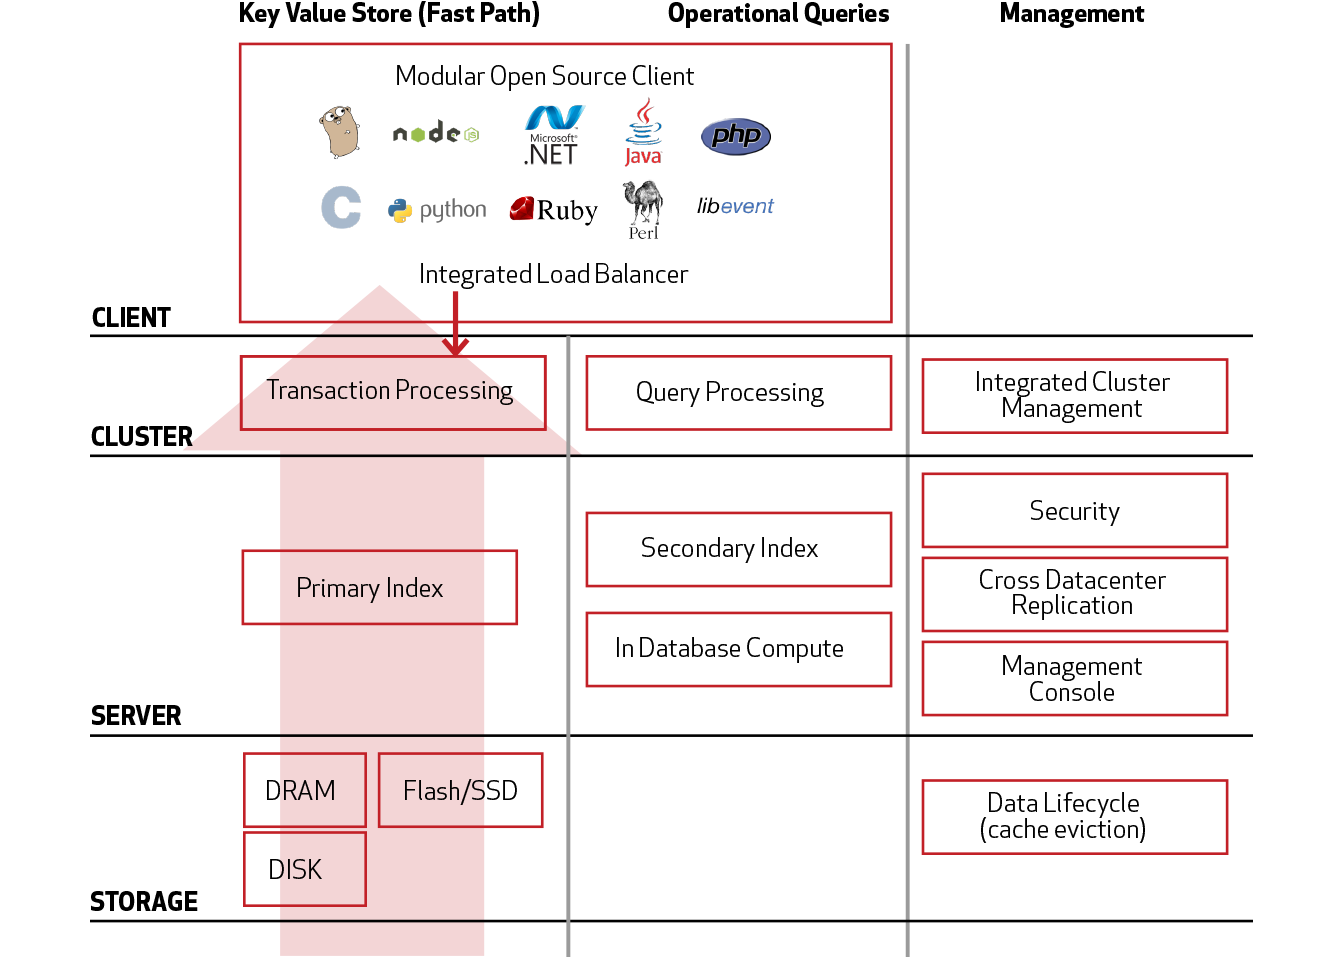 Key Value Store (Fast Path)
Operational Queries
Management
Modular Open Source Client
node JS
Microsoft®
.NET
Java
php
C
python
Ruby
Perl
libevent
Integrated Load Balancer
CLIENT
Transaction Processing
Query Processing
Integrated Cluster
Management
CLUSTER
Primary Index
Secondary Index
In Database Compute
Security
Cross Datacenter
Replication
Management
Console
SERVER
DRAM
Flash/SSD
DISK
Data Lifecycle
(cache eviction)
STORAGE